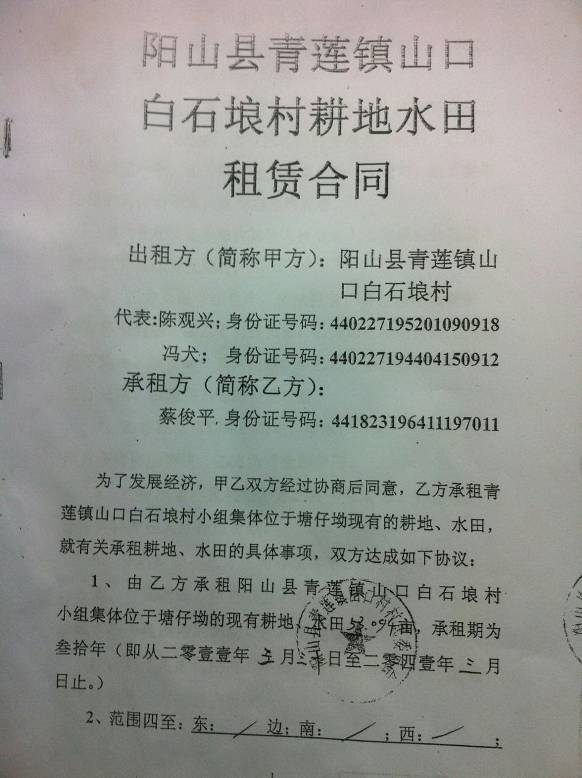 阳山县青莲镇山口
白石埌村耕地水田
租赁合同
出租方（简称甲方）：阳山县青莲镇山
口白石埌村
代表:陈观兴；身份证号码：440227195201090918
冯犬； 身份证号码：440227194404150912
承租方（简称乙方）：
蔡俊平.身份证号码：441823196411197011
为了发展经济，甲乙双方经过协商后同意，乙方承租青
莲镇山口白石埌村小组集体位于塘仔坳现有的耕地、水田，
就有关承租耕地、水田的具体事项，双方达成如下协议：
1、由乙方承租阳山县青莲镇山口白石埌村
小组集体位于塘仔坳的现有耕地、水田 亩，承租期为
叁拾年（即从二零壹壹年 三 月 日至二零四壹年 三 月
日止。）
2、范围四至：东： / 边；南： / ；西： / ；